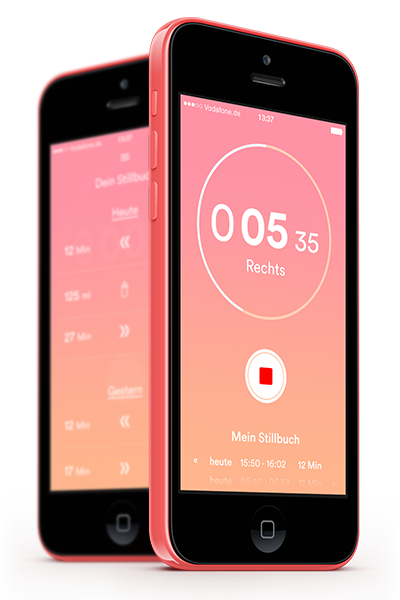 Vodafone.de 13:37
0 05 35
Rechts
Mein Stillbuch
« heute 15:50 - 16:02 12 Min
heute
Vodafone.de 13:37
Dein Stillbuch
Heute
12 Min «
125 ml
27 Min »
Gestern
12 Min «
17 Min »